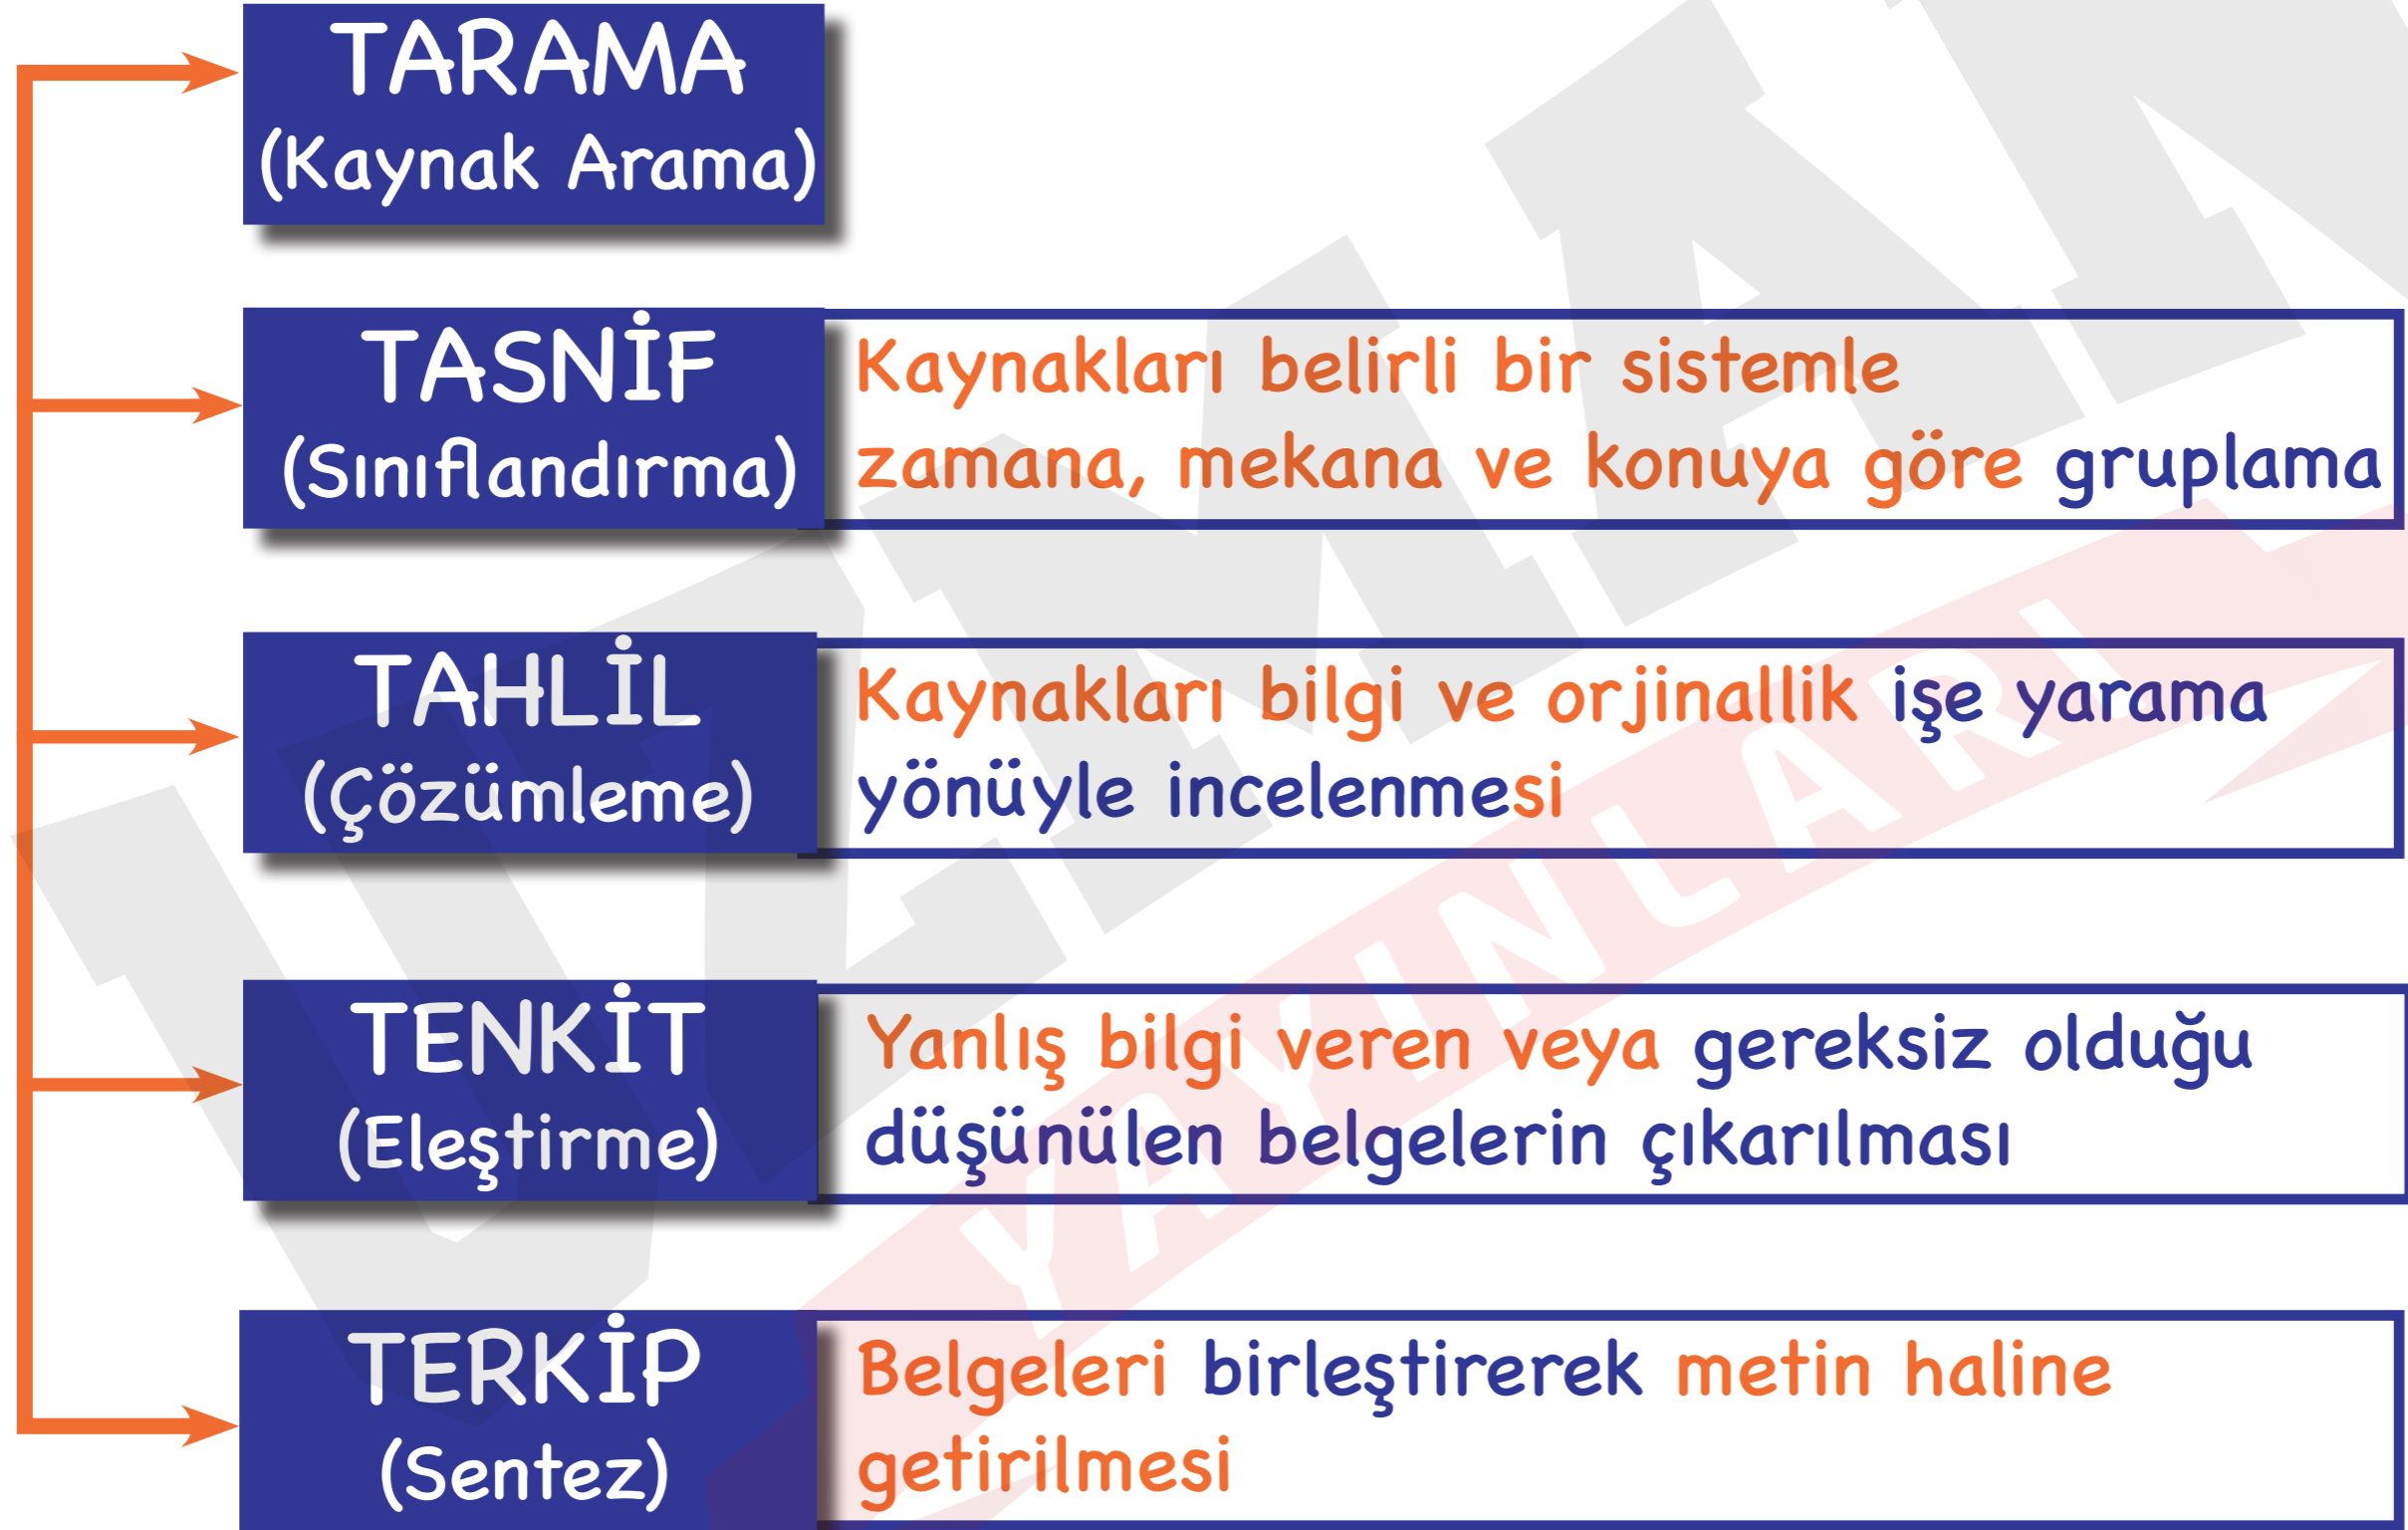 TARAMA
(Kaynak Arama)
TASNİF
(Sınıflandırma)
Kaynakları belirli bir sistemle
zamana, mekana ve konuya göre gruplama
TAHLİL
(Çözümleme)
Kaynakları bilgi ve orjinallik işe yarama
yönüyle incelenmesi
TENKİT
(Eleştirme)
Yanlış bilgi veren veya gereksiz olduğu
düşünülen belgelerin çıkarılması
TERKİP
(Sentez)
Belgeleri birleştirerek metin haline
getirilmesi
YAYINLARI